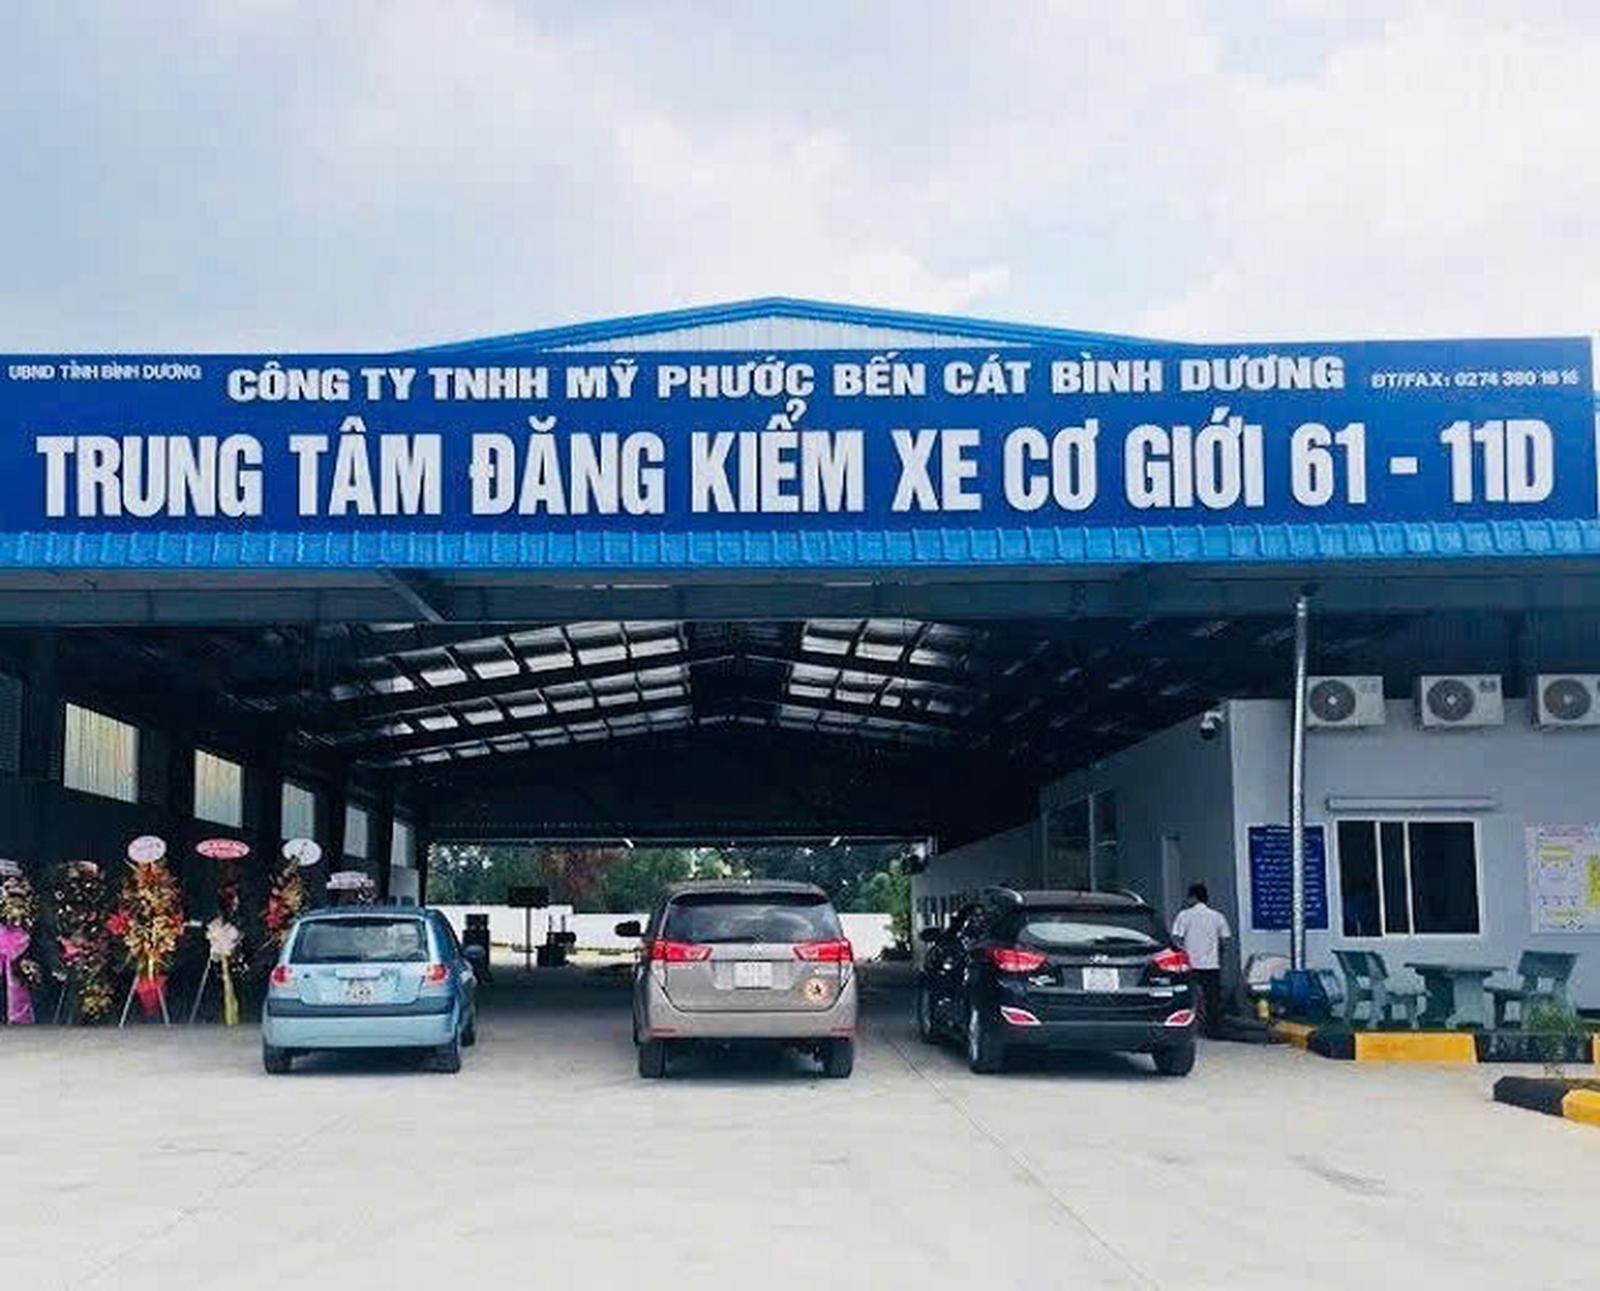 UBND TỈNH BÌNH DƯƠNG
CÔNG TY TNHH MỸ PHƯỚC BẾN CÁT BÌNH DƯƠNG
ĐT/FAX: 0274 380 1616
TRUNG TÂM ĐĂNG KIỂM XE CƠ GIỚI 61 - 11D